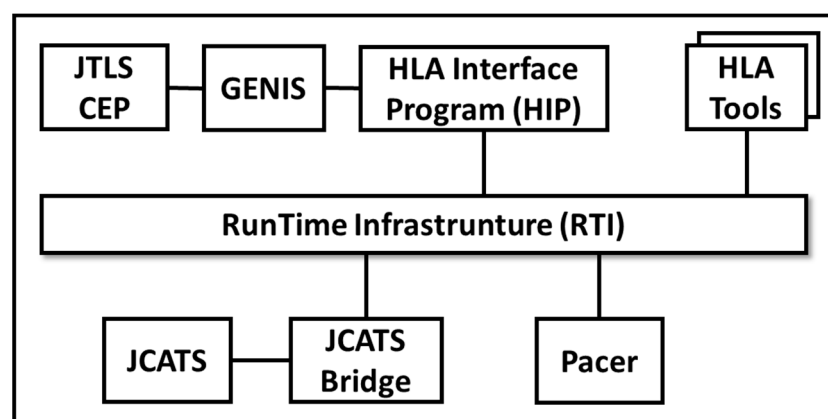 JTLS
CEP
GENIS
HLA Interface
Program (HIP)
HLA
Tools
RunTime Infrastrunture (RTI)
JCATS
JCATS
Bridge
Pacer